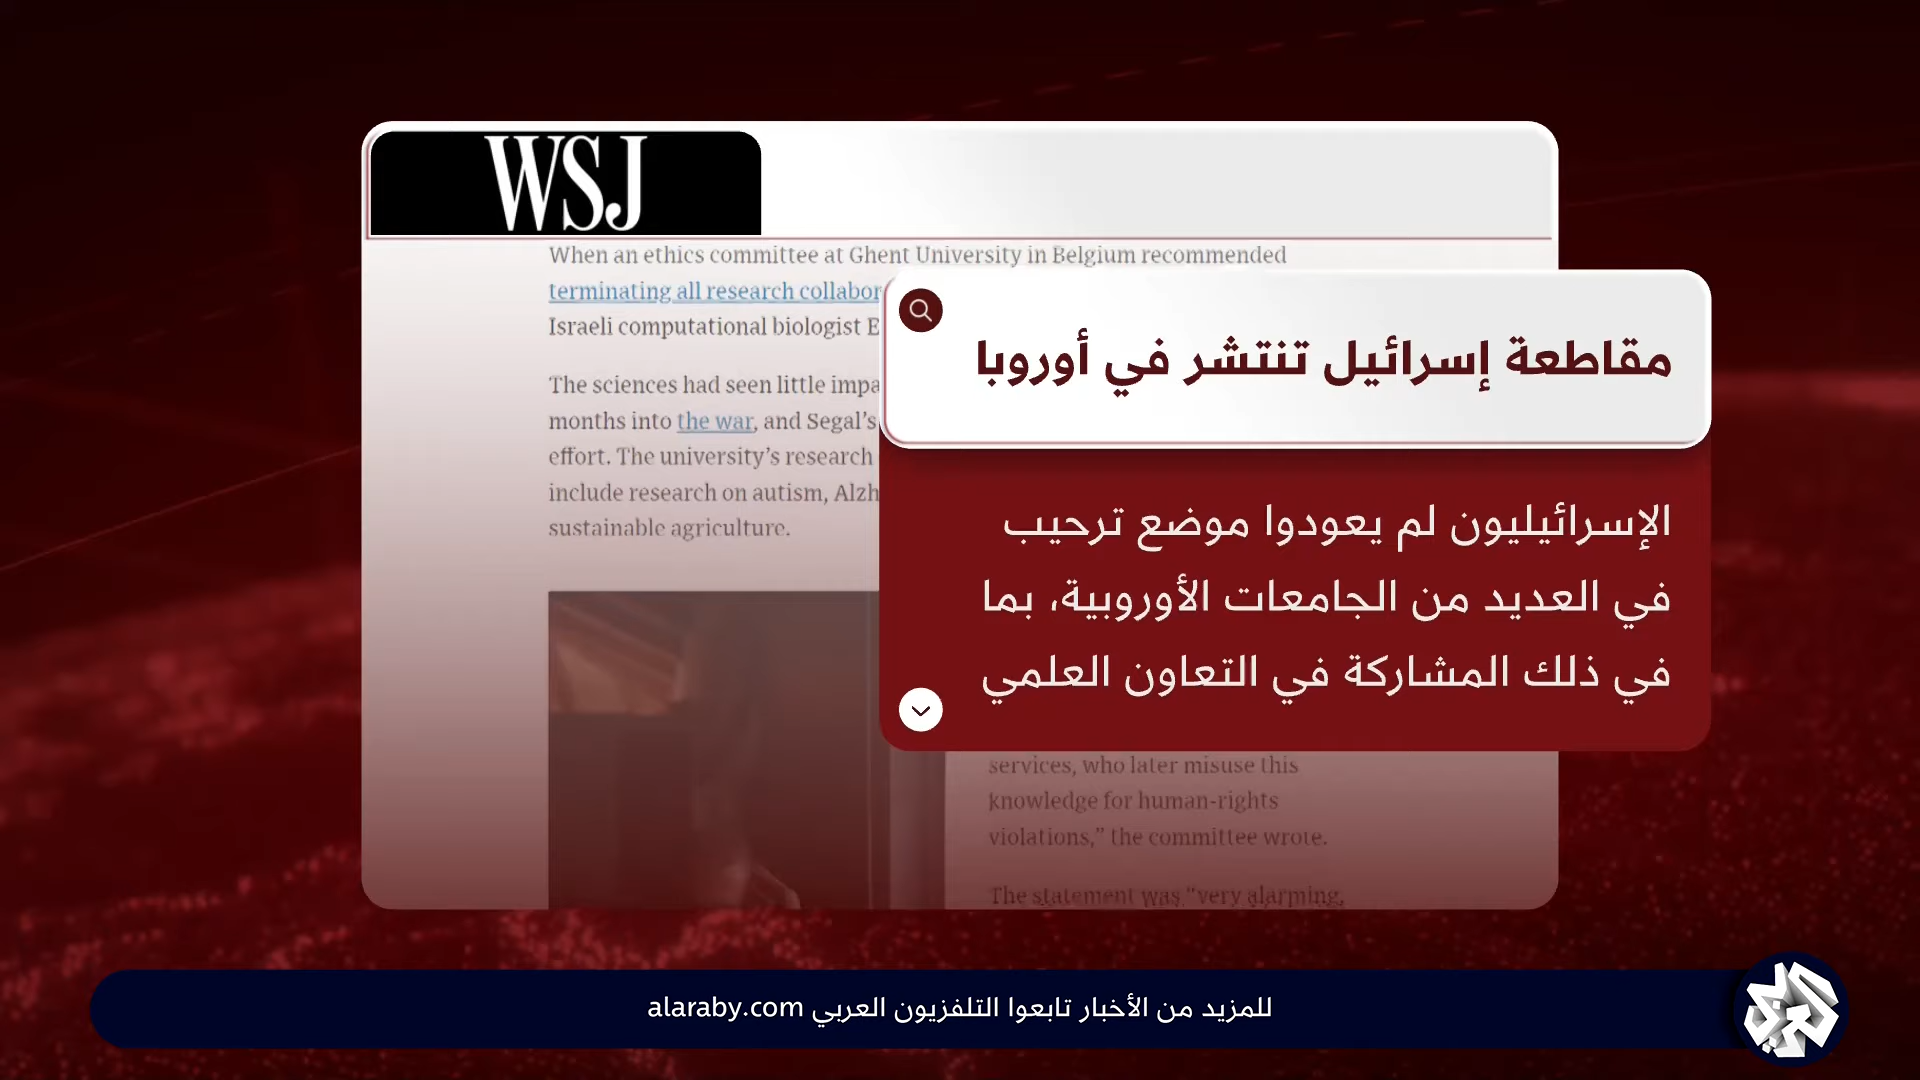 WSJ
When an ethics committee at Ghent University in Belgium recommended
terminating all research collabor
Israeli computational biologist E
The sciences had seen little impa
months into the war, and Segal’s
effort. The university’s research
include research on autism, Alzh
sustainable agriculture.
مقاطعة إسرائيل تنتشر في أوروبا
الإسرائيليون لم يعودوا موضع ترحيب
في العديد من الجامعات الأوروبية، بما
في ذلك المشاركة في التعاون العلمي
services, who later misuse this
knowledge for human-rights
violations,” the committee wrote.
The statement was “very alarming,
للمزيد من الأخبار تابعوا التلفزيون العربي alaraby.com